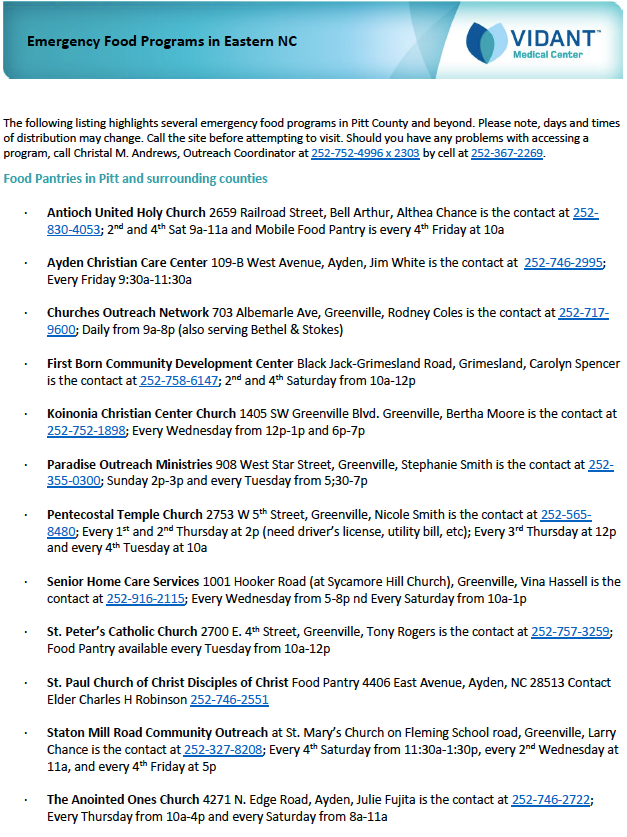 Emergency Food Programs in Eastern NC
VIDANT™
Medical Center
The following listing highlights several emergency food programs in Pitt County and beyond. Please note, days and times
of distribution may change. Call the site before attempting to visit. Should you have any problems with accessing a
program, call Christal M. Andrews, Outreach Coordinator at 252-752-4996 x 2303 by cell at 252-367-2269.
Food Pantries in Pitt and surrounding counties
· Antioch United Holy Church 2659 Railroad Street, Bell Arthur, Althea Chance is the contact at 252-
830-4053; 2nd and 4th Sat 9a-11a and Mobile Food Pantry is every 4th Friday at 10a
· Ayden Christian Care Center 109-B West Avenue, Ayden, Jim White is the contact at 252-746-2995;
Every Friday 9:30a-11:30a
· Churches Outreach Network 703 Albemarle Ave, Greenville, Rodney Coles is the contact at 252-717-
9600; Daily from 9a-8p (also serving Bethel & Stokes)
· First Born Community Development Center Black Jack-Grimesland Road, Grimesland, Carolyn Spencer
is the contact at 252-758-6147; 2nd and 4th Saturday from 10a-12p
· Koinonia Christian Center Church 1405 SW Greenville Blvd. Greenville, Bertha Moore is the contact at
252-752-1898; Every Wednesday from 12p-1p and 6p-7p
· Paradise Outreach Ministries 908 West Star Street, Greenville, Stephanie Smith is the contact at 252-
355-0300; Sunday 2p-3p and every Tuesday from 5;30-7p
· Pentecostal Temple Church 2753 W 5th Street, Greenville, Nicole Smith is the contact at 252-565-
8480; Every 1st and 2nd Thursday at 2p (need driver's license, utility bill, etc); Every 3rd Thursday at 12p
and every 4th Tuesday at 10a
· Senior Home Care Services 1001 Hooker Road (at Sycamore Hill Church), Greenville, Vina Hassell is the
contact at 252-916-2115; Every Wednesday from 5-8p nd Every Saturday from 10a-1p
· St. Peter's Catholic Church 2700 E. 4th Street, Greenville, Tony Rogers is the contact at 252-757-3259;
Food Pantry available every Tuesday from 10a-12p
· St. Paul Church of Christ Disciples of Christ Food Pantry 4406 East Avenue, Ayden, NC 28513 Contact
Elder Charles H Robinson 252-746-2551
· Staton Mill Road Community Outreach at St. Mary's Church on Fleming School road, Greenville, Larry
Chance is the contact at 252-327-8208; Every 4th Saturday from 11:30a-1:30p, every 2nd Wednesday at
11a, and every 4th Friday at 5p
· The Anointed Ones Church 4271 N. Edge Road, Ayden, Julie Fujita is the contact at 252-746-2722;
Every Thursday from 10a-4p and every Saturday from 8a-11a